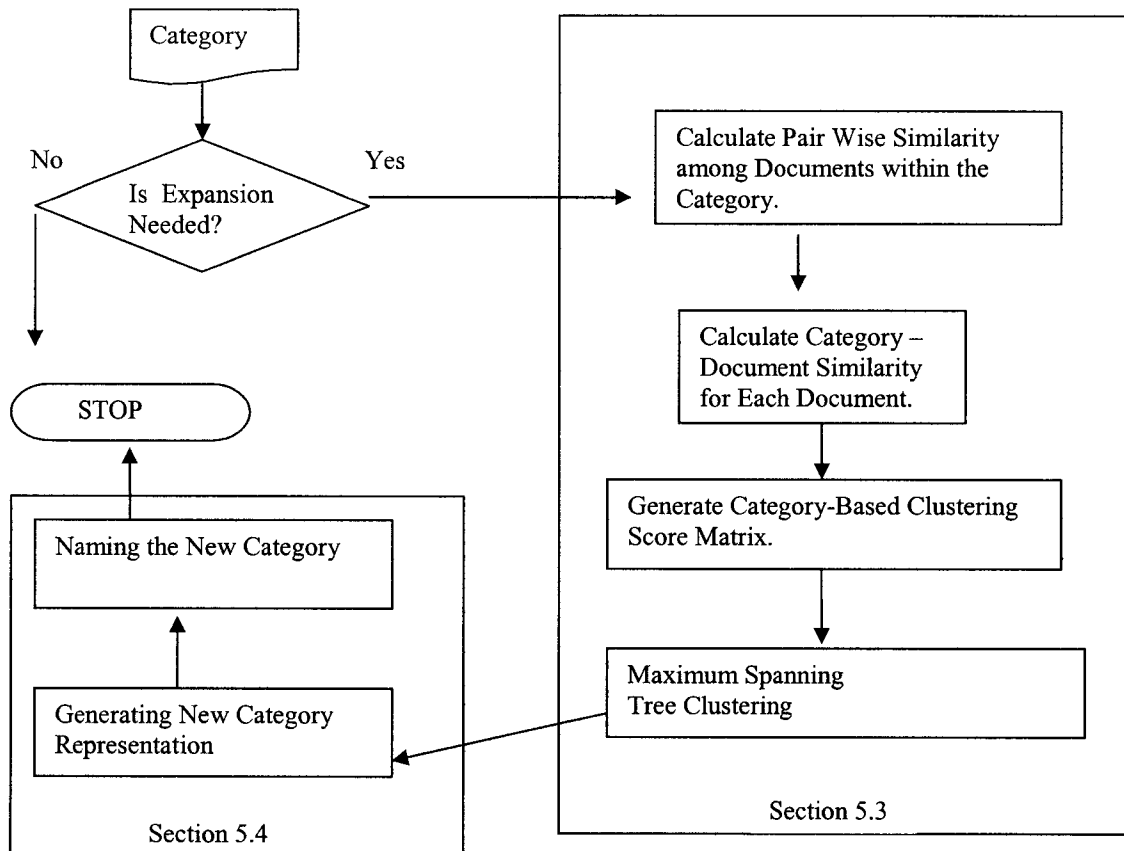 Category
No
Yes
Is Expansion
Needed?
STOP
Calculate Pair Wise Similarity
among Documents within the
Category.
Calculate Category –
Document Similarity
for Each Document.
Generate Category-Based Clustering
Score Matrix.
Maximum Spanning
Tree Clustering
Section 5.3
Naming the New Category
Generating New Category
Representation
Section 5.4